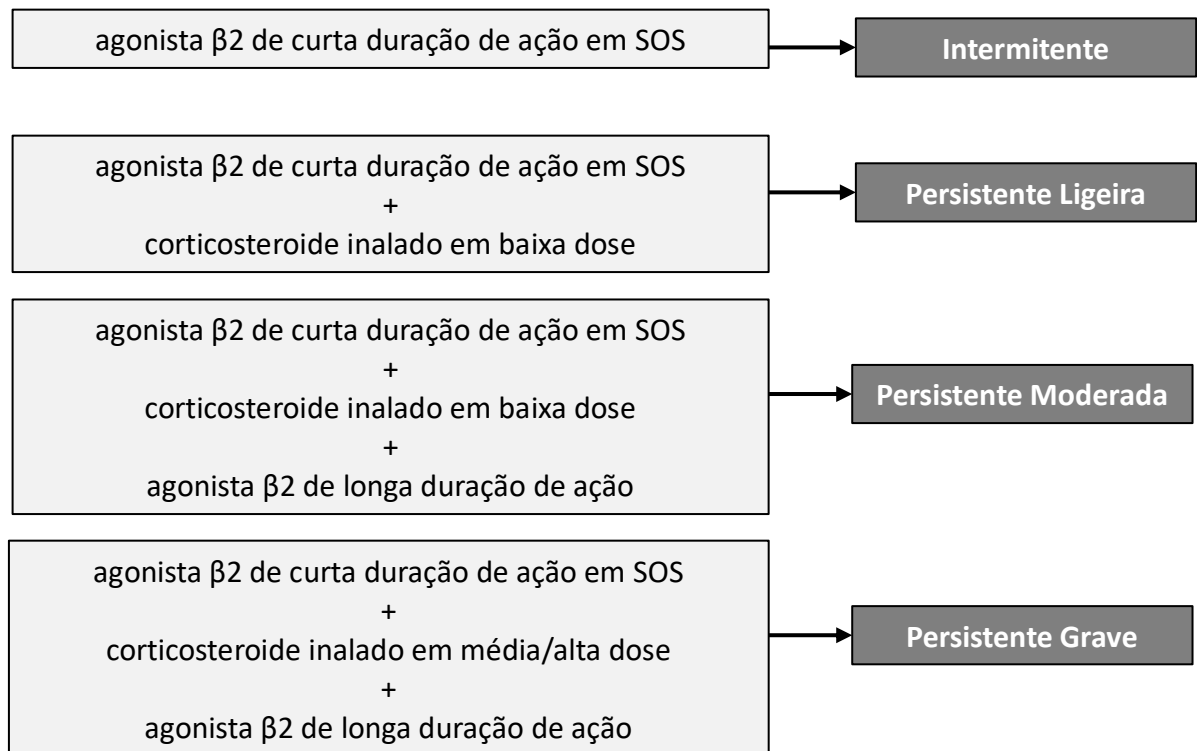 agonista β2 de curta duração de ação em SOS
Intermitente
agonista β2 de curta duração de ação em SOS
+
corticosteroide inalado em baixa dose
Persistente Ligeira
agonista β2 de curta duração de ação em SOS
+
corticosteroide inalado em baixa dose
+
agonista β2 de longa duração de ação
Persistente Moderada
agonista β2 de curta duração de ação em SOS
+
corticosteroide inalado em média/alta dose
+
agonista β2 de longa duração de ação
Persistente Grave